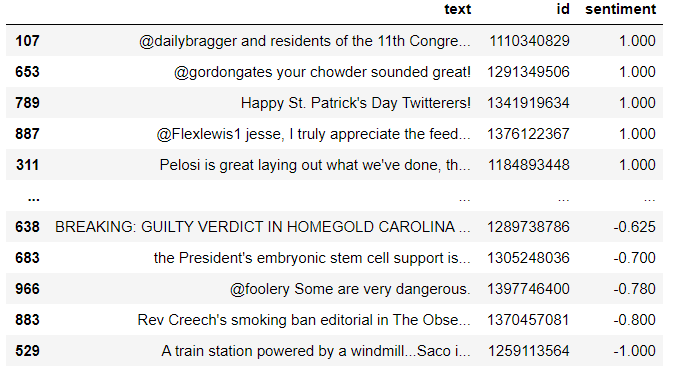 text id sentiment
107 @dailybragger and residents of the 11th Congre... 1110340829 1.000
653 @gordongates your chowder sounded great! 1291349506 1.000
789 Happy St. Patrick's Day Twitterers! 1341919634 1.000
887 @Flexlewis1 jesse, I truly appreciate the feed... 1376122367 1.000
311 Pelosi is great laying out what we've done, th... 1184893448 1.000
... ... ... ...
638 BREAKING: GUILTY VERDICT IN HOMEGOLD CAROLINA ... 1289738786 -0.625
683 the President's embryonic stem cell support is... 1305248036 -0.700
966 @foolery Some are very dangerous. 1397746400 -0.780
883 Rev Creech's smoking ban editorial in The Obse... 1370457081 -0.800
529 A train station powered by a windmill...Saco i... 1259113564 -1.000